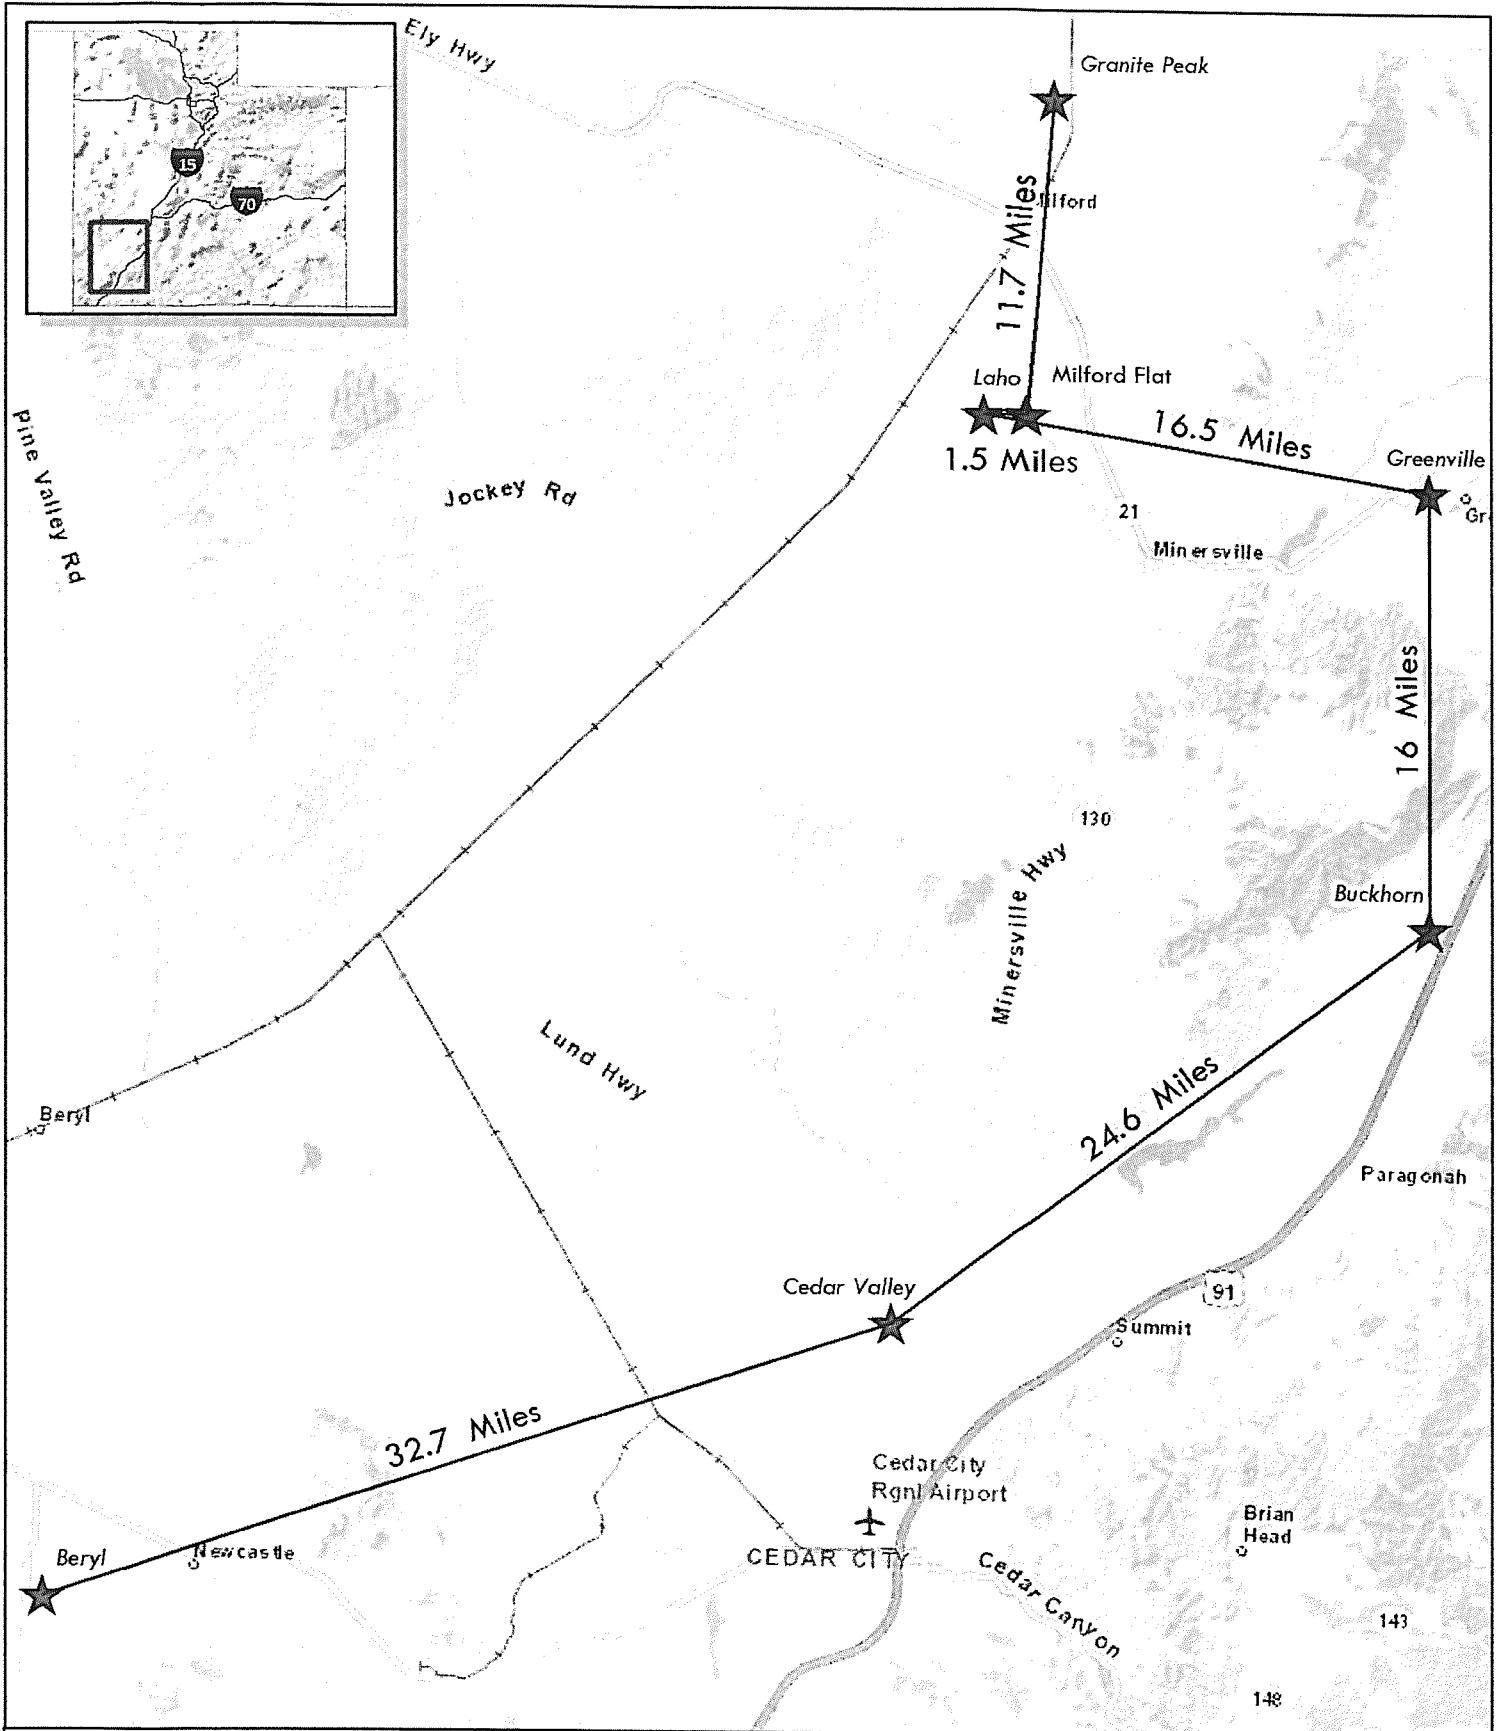 Ely Hwy
Granite Peak
15
70
11.7 Miles
Laho
Milford Flat
16.5 Miles
1.5 Miles
Greenville
Pine Valley Rd
Jockey Rd
21
Gr
Minersville
16 Miles
130
Minersville Hwy
Buckhorn
Lund Hwy
Beryl
24.6 Miles
Paragonah
Cedar Valley
91
Summit
32.7 Miles
Cedar City
Rgnl Airport
Brian
Head
Beryl
Newcastle
CEDAR CITY
Cedar Canyon
143
148